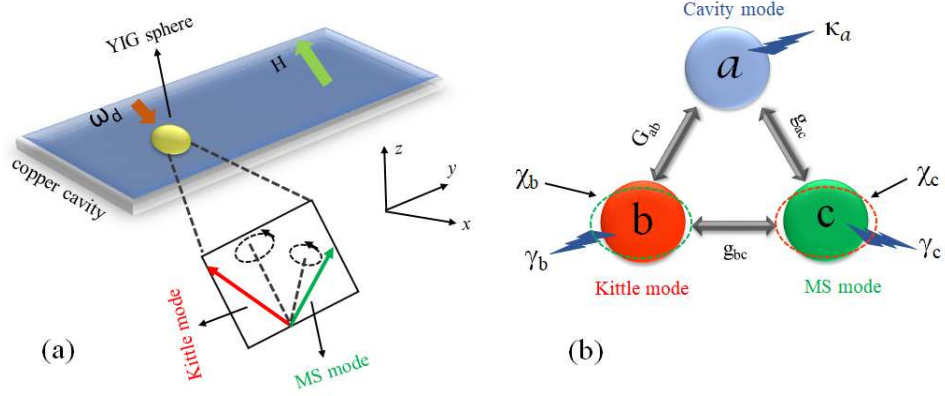 YIG sphere
H
ω_d
copper cavity
z
y
x
Kittle mode
MS mode
(a)
Cavity mode
a
κ_a
G_ab
g_ac
χ_b
χ_c
b
c
g_bc
γ_b
γ_c
Kittle mode
MS mode
(b)